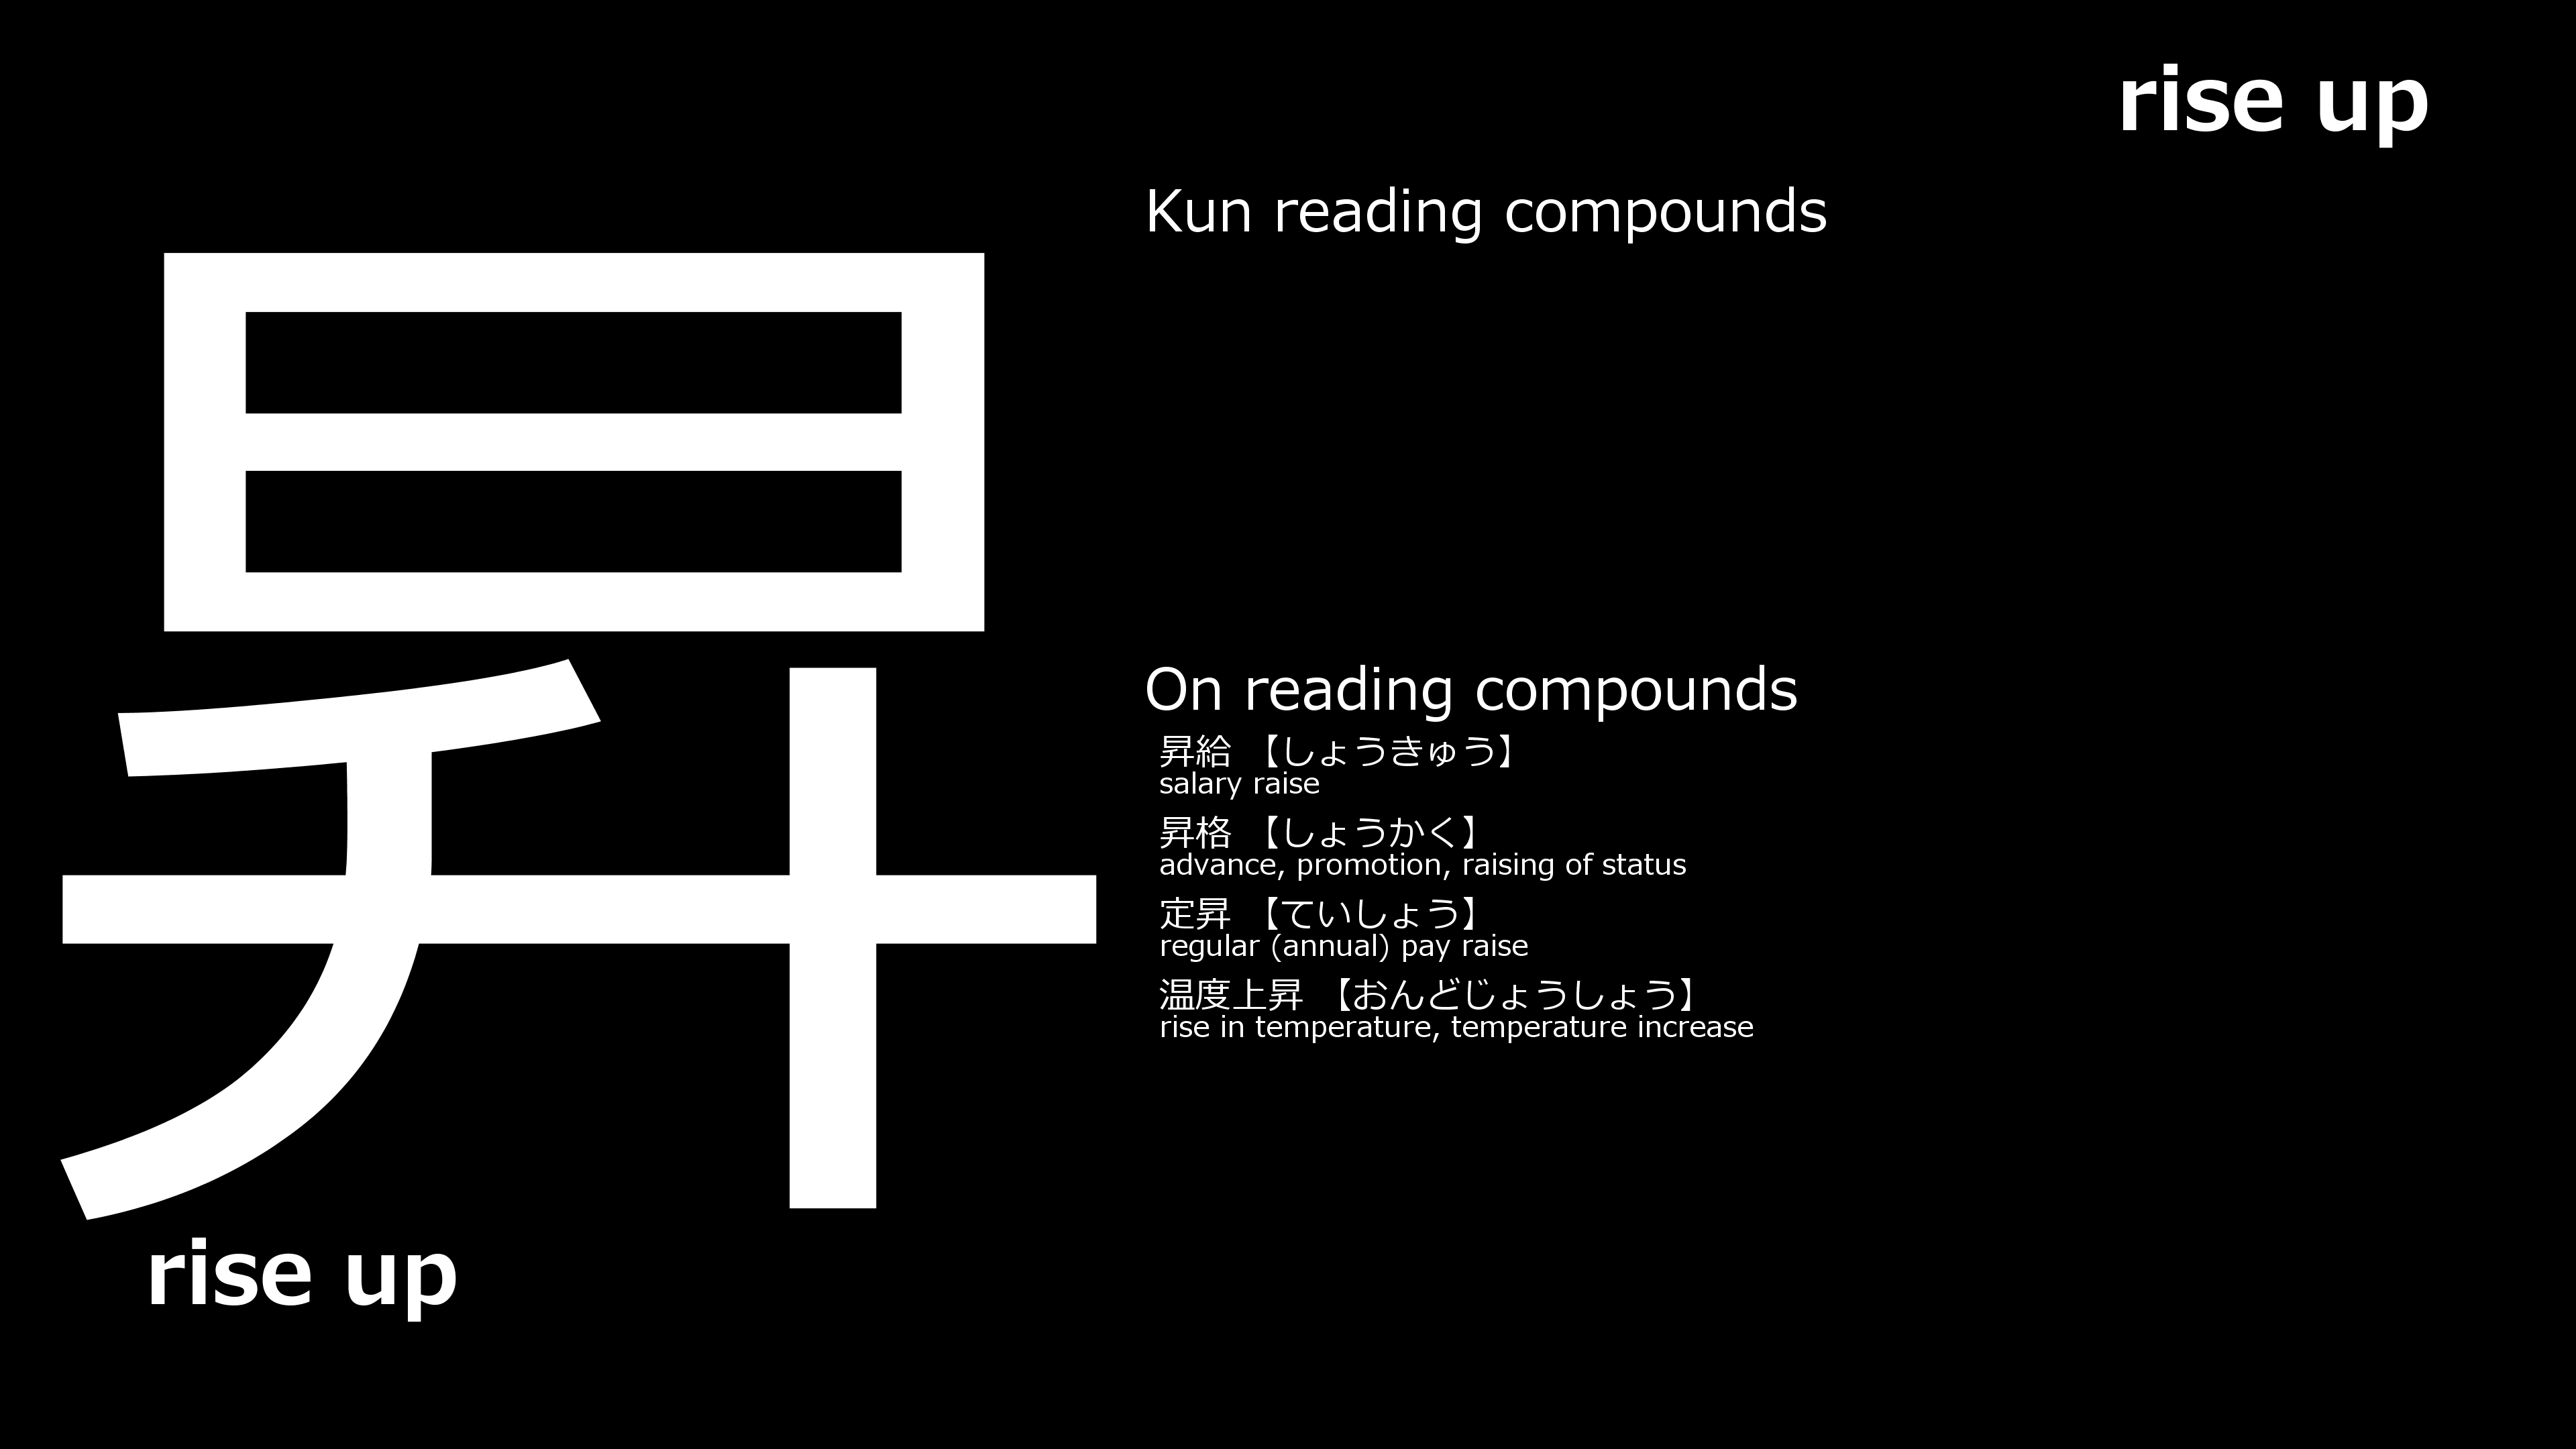 rise up
Kun reading compounds
昇
On reading compounds
昇給 【しょうきゅう】
salary raise
昇格 【しょうかく】
advance, promotion, raising of status
定昇 【ていしょう】
regular (annual) pay raise
温度上昇 【おんどじょうしょう】
rise in temperature, temperature increase
rise up